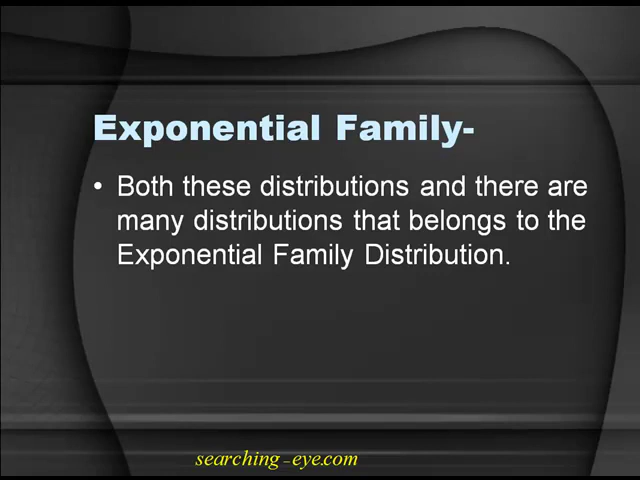 Exponential Family-
• Both these distributions and there are
many distributions that belongs to the
Exponential Family Distribution.
searching – eye.com